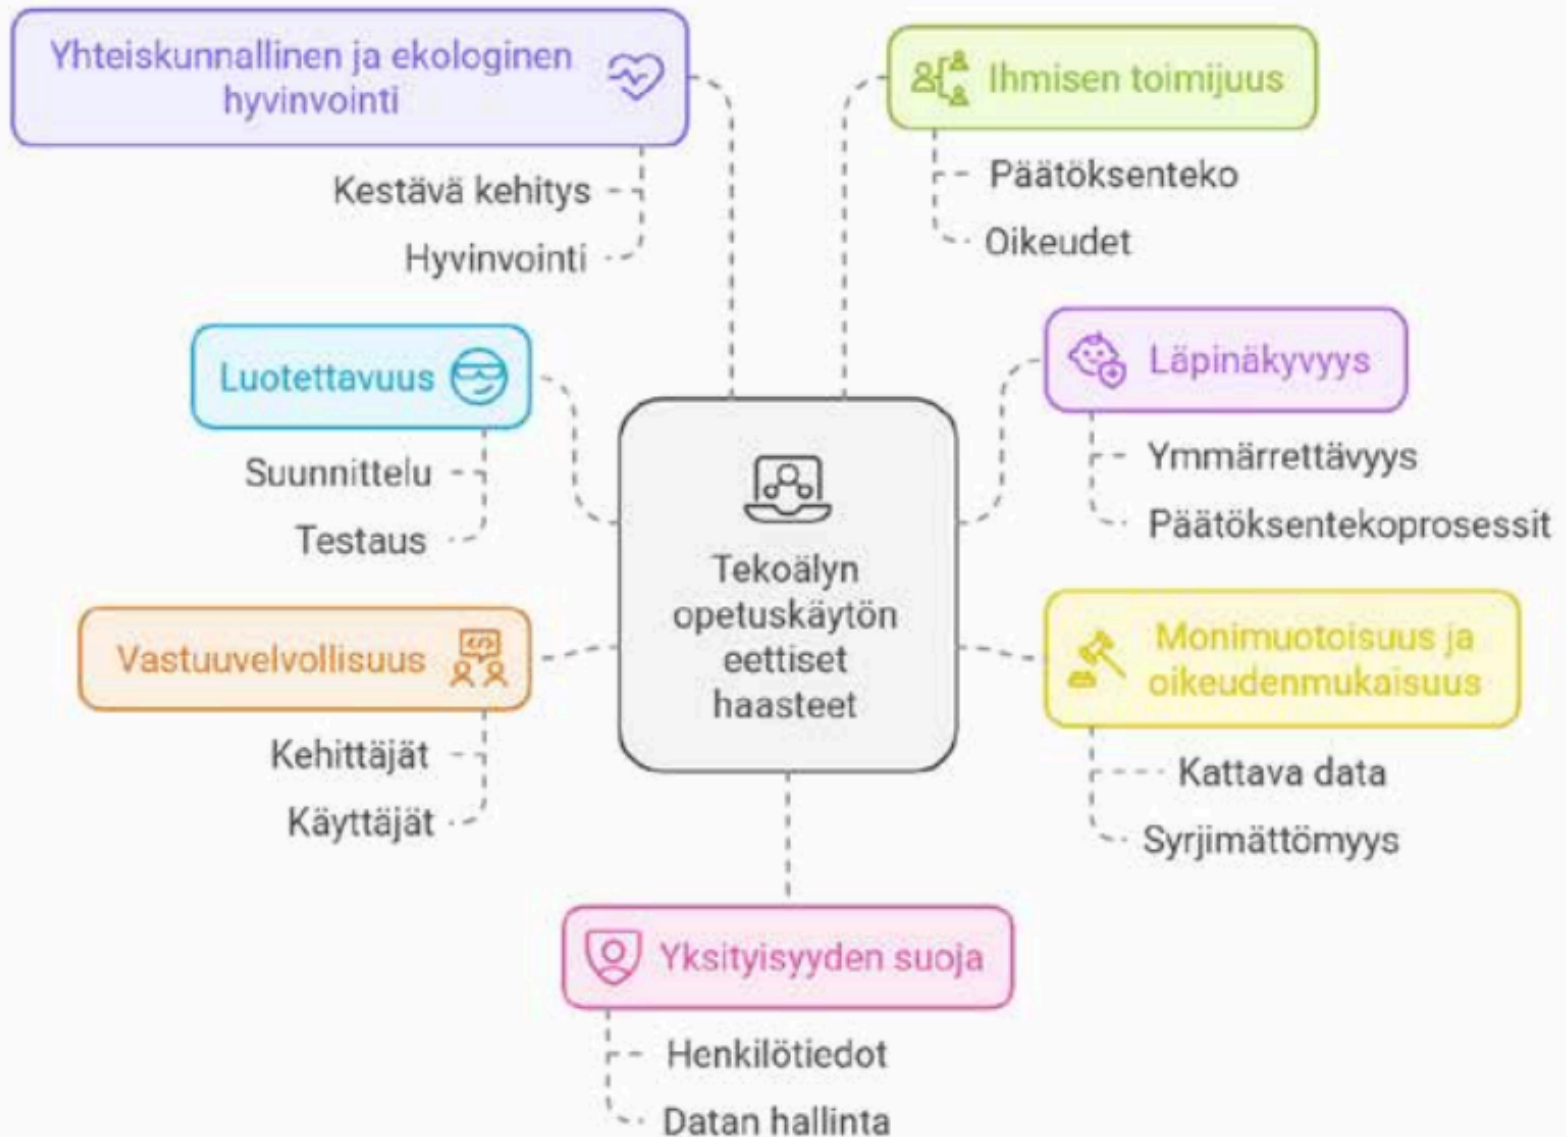 Yhteiskunnallinen ja ekologinen
hyvinvointi
Kestävä kehitys
Hyvinvointi
Ihmisen toimijuus
Päätöksenteko
Oikeudet
Luotettavuus
Suunnittelu
Testaus
Läpinäkyvyys
Ymmärrettävyys
Päätöksentekoprosessit
Tekoälyn
opetuskäytön
eettiset
haasteet
Vastuuvelvollisuus
Kehittäjät
Käyttäjät
Monimuotoisuus ja
oikeudenmukaisuus
Kattava data
Syrjimättömyys
Yksityisyyden suoja
Henkilötiedot
Datan hallinta